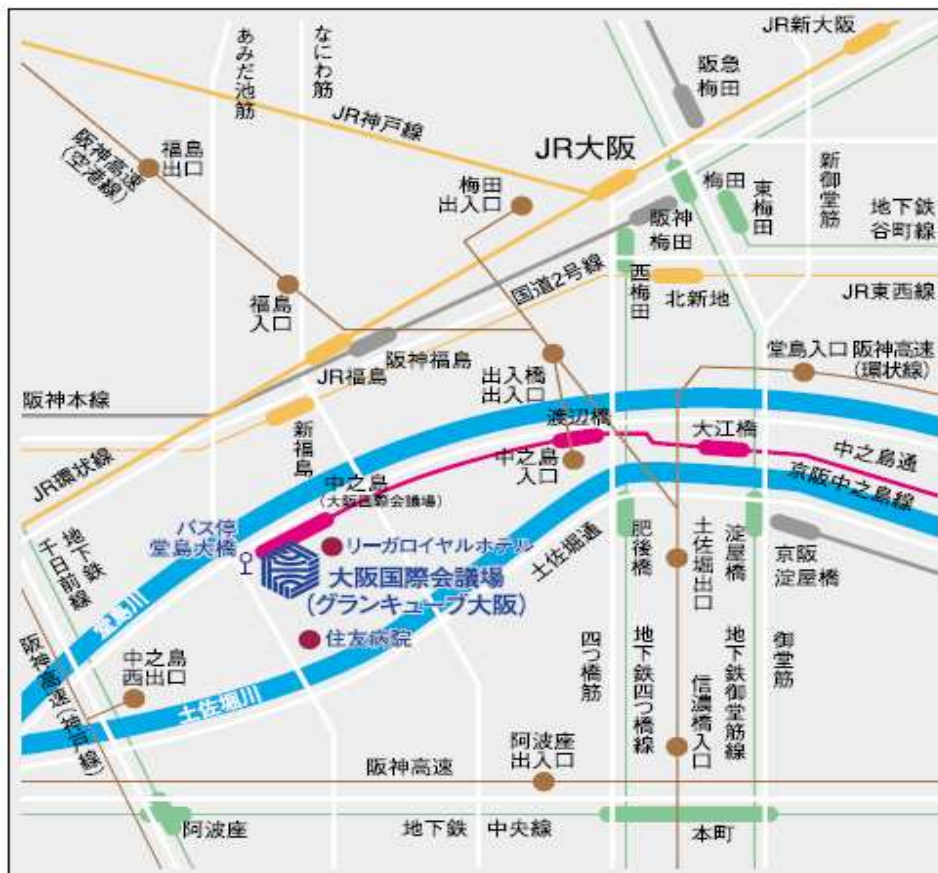 JR新大阪
あみだ池筋
なにわ筋
阪急
梅田
JR神戸線
阪神高速
(空港線)
福島
出口
JR大阪
梅田
出入口
梅田
東梅田
新御堂筋
地下鉄
谷町線
阪神
梅田
西梅田
国道2号線
北新地
JR東西線
福島
入口
阪神福島
JR福島
出入橋
出入口
堂島入口
阪神高速
(環状線)
阪神本線
新福島
渡辺橋
大江橋
中之島
入口
中之島通
京阪中之島線
JR環状線
中之島
(大阪国際会議場)
バス停
堂島大橋
リーガロイヤルホテル
大阪国際会議場
(グランキューブ大阪)
土佐堀通
肥後橋
土佐堀出口
淀屋橋
京阪
淀屋橋
地下鉄
千日前線
堂島川
住友病院
阪神高速(神戸線)
中之島
西出口
土佐堀川
四つ橋筋
地下鉄四つ橋線
信濃橋入口
地下鉄御堂筋線
御堂筋
阪神高速
阿波座
出入口
阿波座
地下鉄 中央線
本町